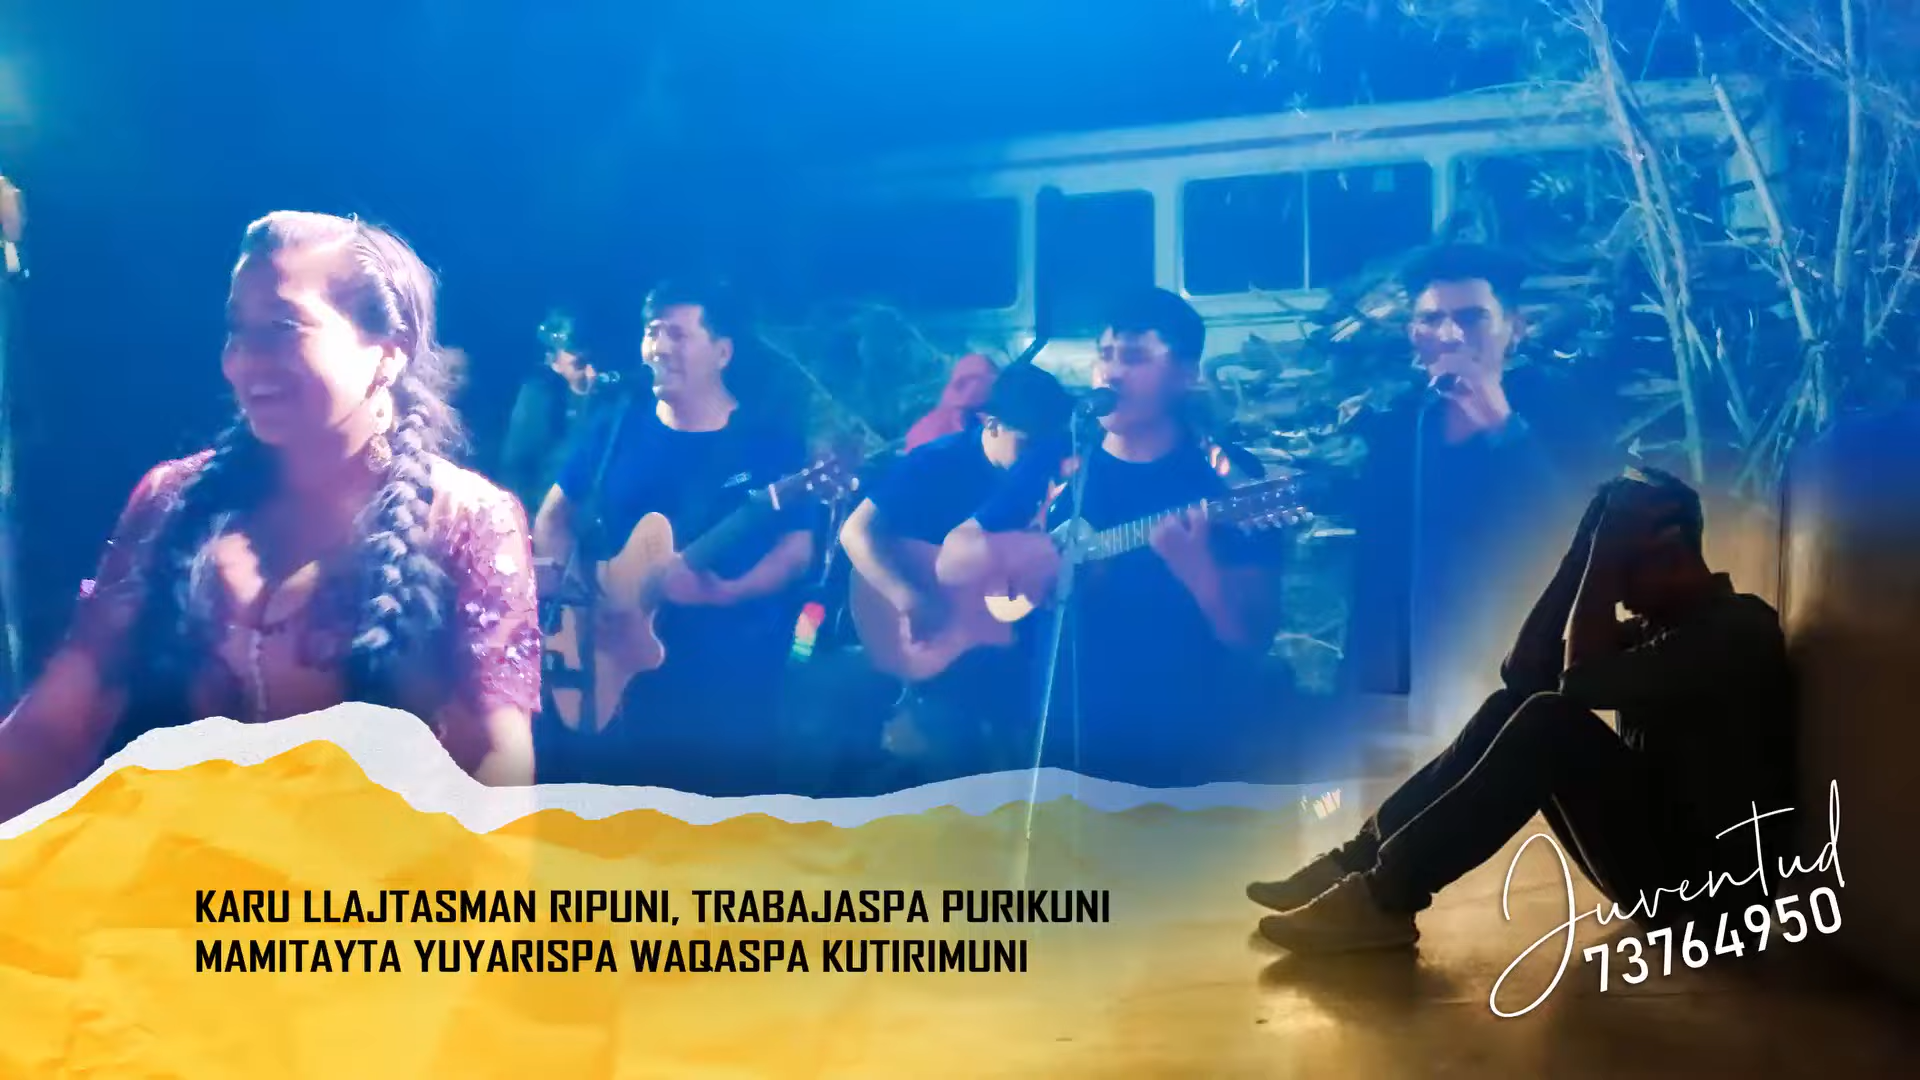 KARU LLAJTASMAN RIPUNI, TRABAJASPA PURIKUNI
MAMITAYTA YUYARISPA WAQASPA KUTIRIMUNI
Juventud
73764950